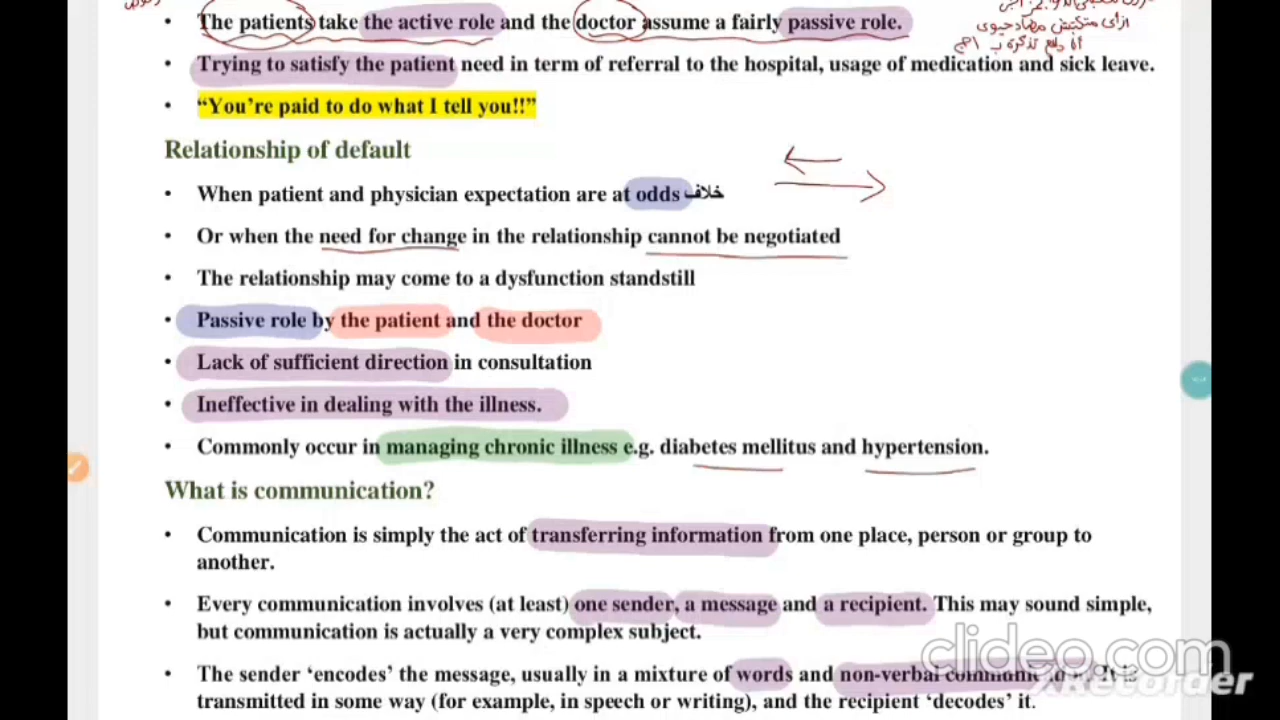 The patients take the active role and the doctor assume a fairly passive role.
Trying to satisfy the patient need in term of referral to the hospital, usage of medication and sick leave.
“You’re paid to do what I tell you!!”
Relationship of default
When patient and physician expectation are at odds خلاف
Or when the need for change in the relationship cannot be negotiated
The relationship may come to a dysfunction standstill
Passive role by the patient and the doctor
Lack of sufficient direction in consultation
Ineffective in dealing with the illness.
Commonly occur in managing chronic illness e.g. diabetes mellitus and hypertension.
What is communication?
Communication is simply the act of transferring information from one place, person or group to
another.
Every communication involves (at least) one sender, a message and a recipient. This may sound simple,
but communication is actually a very complex subject.
The sender ‘encodes’ the message, usually in a mixture of words and non-verbal It is
transmitted in some way (for example, in speech or writing), and the recipient ‘decodes’ it.
clideo.com
XRecorder